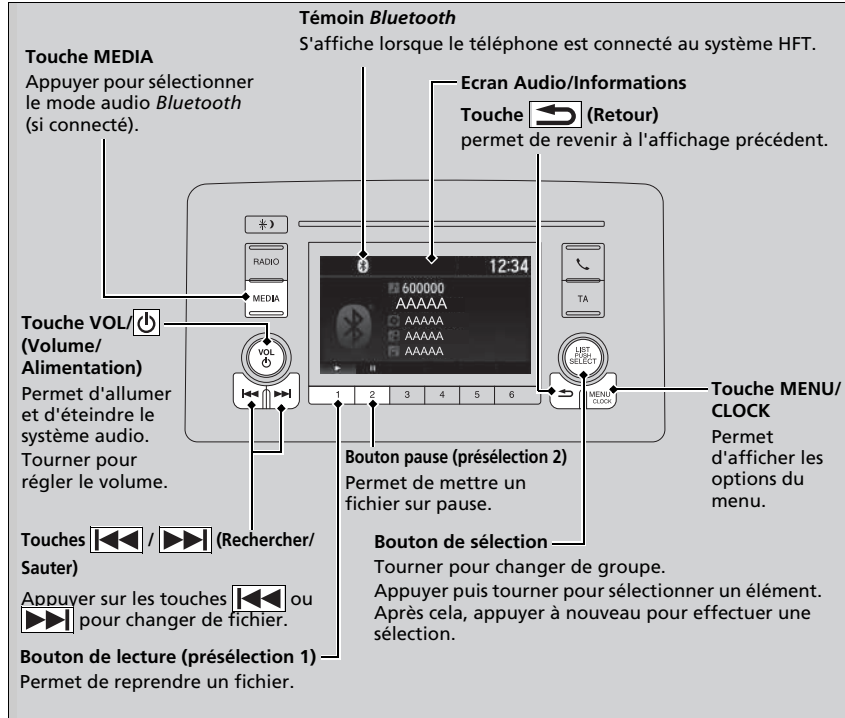 Témoin Bluetooth
S'affiche lorsque le téléphone est connecté au système HFT.
Touche MEDIA
Appuyer pour sélectionner
le mode audio Bluetooth
(si connecté).
Ecran Audio/Informations
Touche (Retour)
permet de revenir à l'affichage précédent.
RADIO
MEDIA
12:34
600000
AAAAA
AAAAA
AAAAA
AAAAA
TA
VOL
LIST
PUSH
SELECT
MENU
CLOCK
1 2 3 4 5 6
Touche VOL/
(Volume/
Alimentation)
Permet d'allumer
et d'éteindre le
système audio.
Tourner pour
régler le volume.
Touche MENU/
CLOCK
Permet
d'afficher les
options du
menu.
Bouton pause (présélection 2)
Permet de mettre un
fichier sur pause.
Touches / (Rechercher/
Sauter)
Appuyer sur les touches ou
pour changer de fichier.
Bouton de sélection
Tourner pour changer de groupe.
Appuyer puis tourner pour sélectionner un élément.
Après cela, appuyer à nouveau pour effectuer une
sélection.
Bouton de lecture (présélection 1)
Permet de reprendre un fichier.